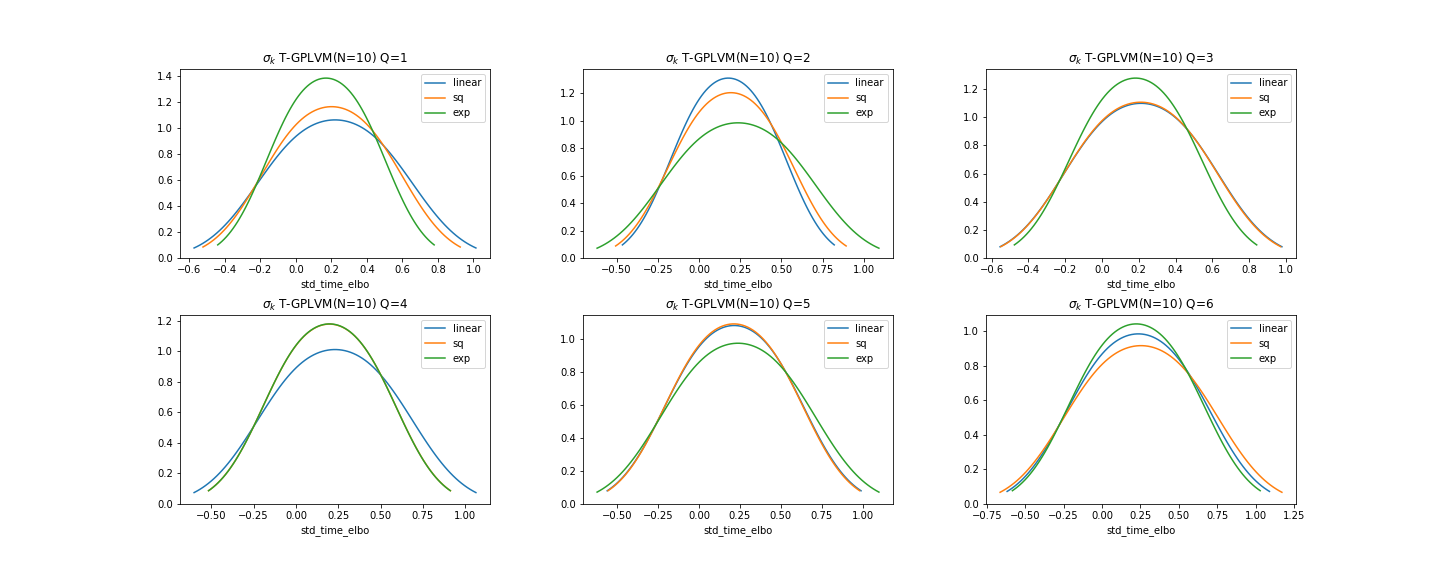 σk T-GPLVM(N=10) Q=1
1.4
1.2
1.0
0.8
0.6
0.4
0.2
0.0
linear
sq
exp
−0.6 −0.4 −0.2 0.0 0.2 0.4 0.6 0.8 1.0
std_time_elbo
σk T-GPLVM(N=10) Q=2
1.2
1.0
0.8
0.6
0.4
0.2
0.0
linear
sq
exp
−0.50 −0.25 0.00 0.25 0.50 0.75 1.00
std_time_elbo
σk T-GPLVM(N=10) Q=3
1.2
1.0
0.8
0.6
0.4
0.2
0.0
linear
sq
exp
−0.6 −0.4 −0.2 0.0 0.2 0.4 0.6 0.8 1.0
std_time_elbo
σk T-GPLVM(N=10) Q=4
1.2
1.0
0.8
0.6
0.4
0.2
0.0
linear
sq
exp
−0.50 −0.25 0.00 0.25 0.50 0.75 1.00
std_time_elbo
σk T-GPLVM(N=10) Q=5
1.0
0.8
0.6
0.4
0.2
0.0
linear
sq
exp
−0.50 −0.25 0.00 0.25 0.50 0.75 1.00
std_time_elbo
σk T-GPLVM(N=10) Q=6
1.0
0.8
0.6
0.4
0.2
0.0
linear
sq
exp
−0.75 −0.50 −0.25 0.00 0.25 0.50 0.75 1.00 1.25
std_time_elbo